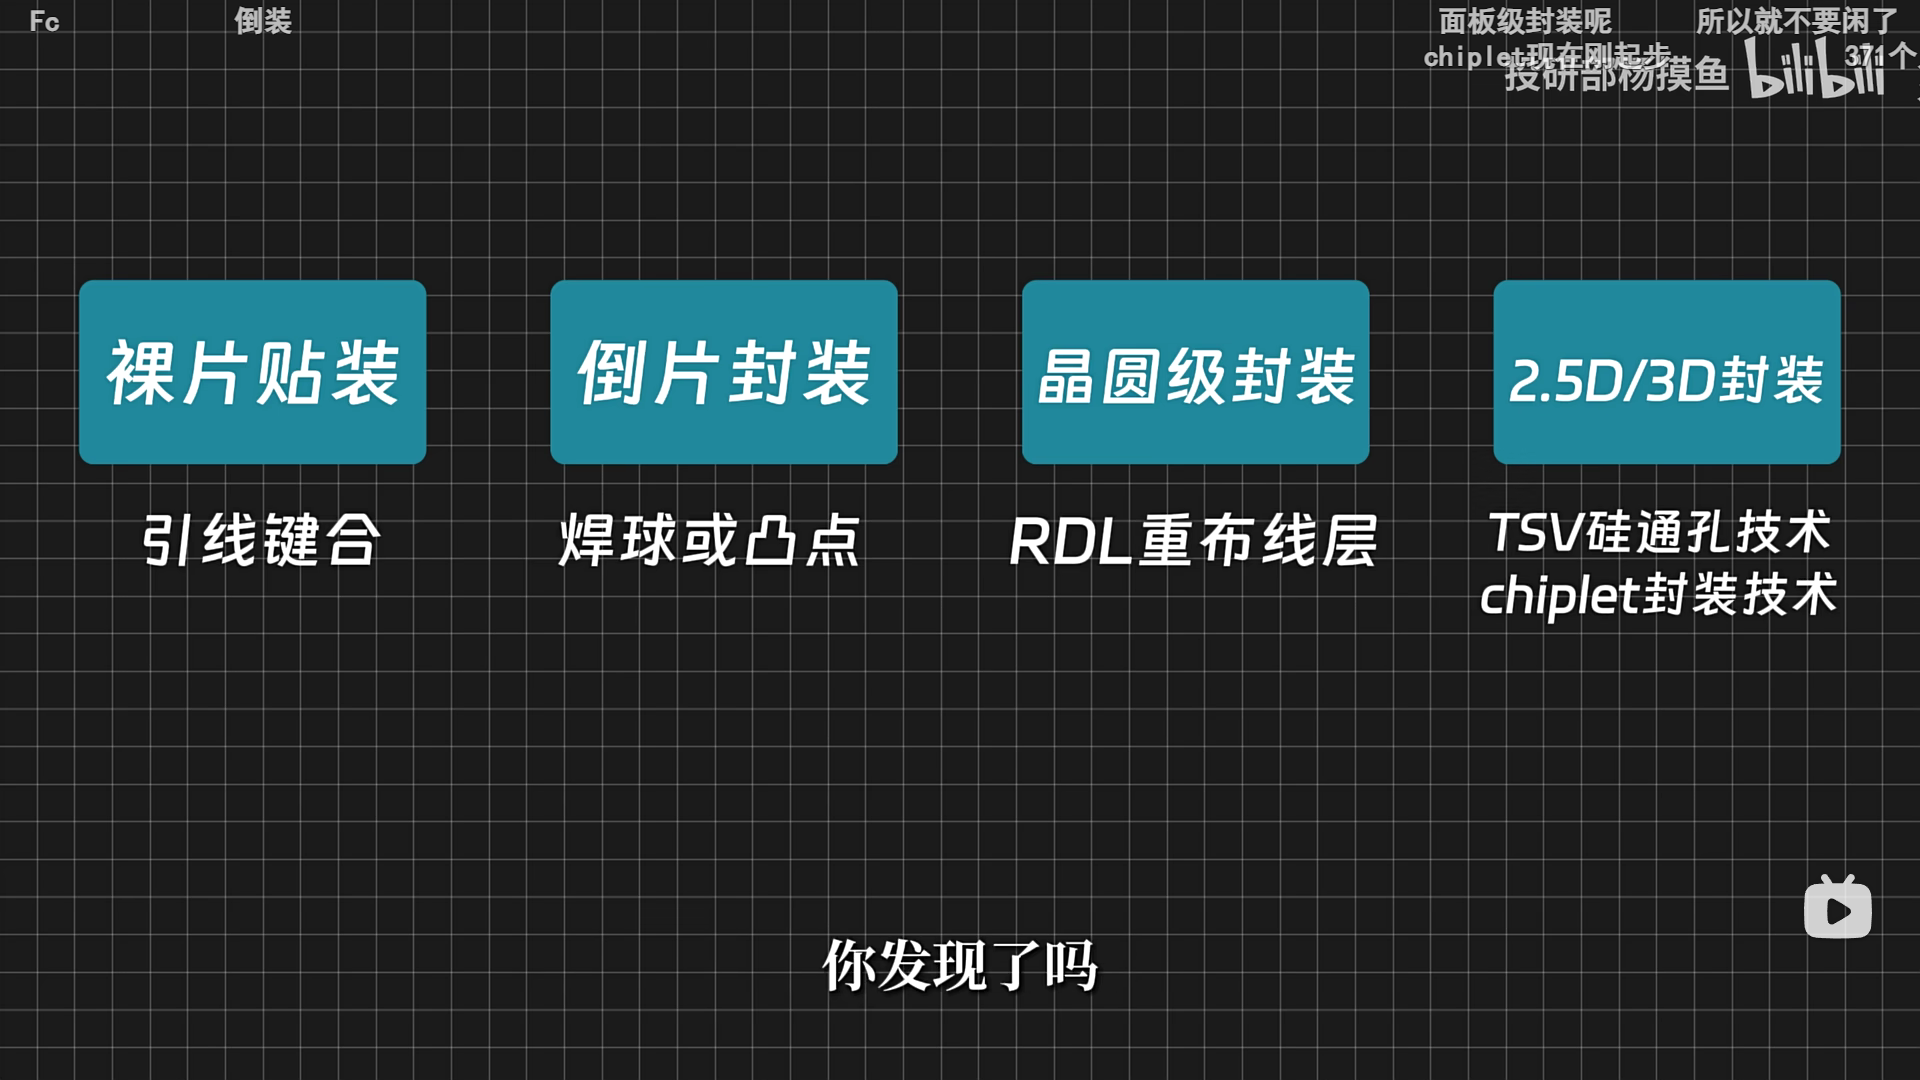 Fc
倒装
面板级封装呢
所以就不要闲了
chiplet现在刚起步
371个
技研部杨摸鱼
bilibili
裸片贴装
倒片封装
晶圆级封装
2.5D/3D封装
引线键合
焊球或凸点
RDL重布线层
TSV硅通孔技术
chiplet封装技术
你发现了吗